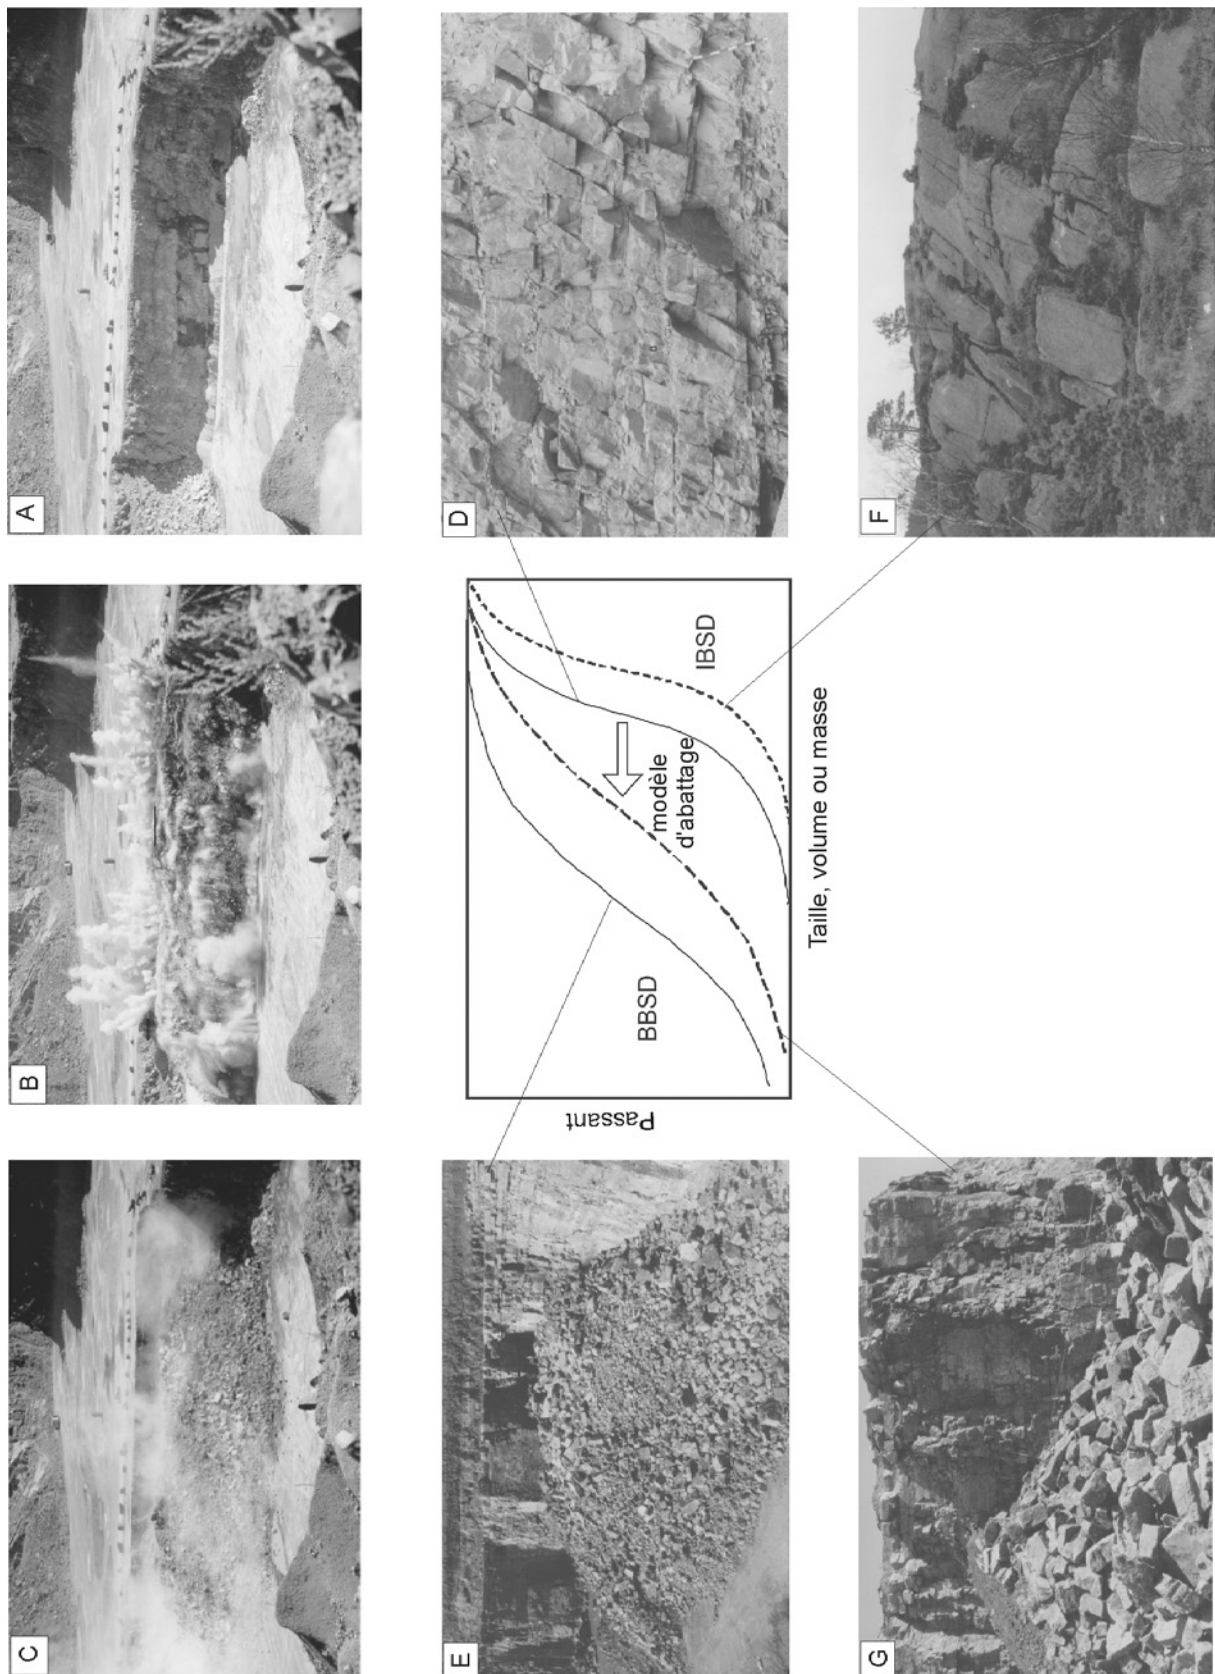 C
B
A
E
D
Passant
BBSD
modèle
d'abattage
IBSD
Taille, volume ou masse
G
F